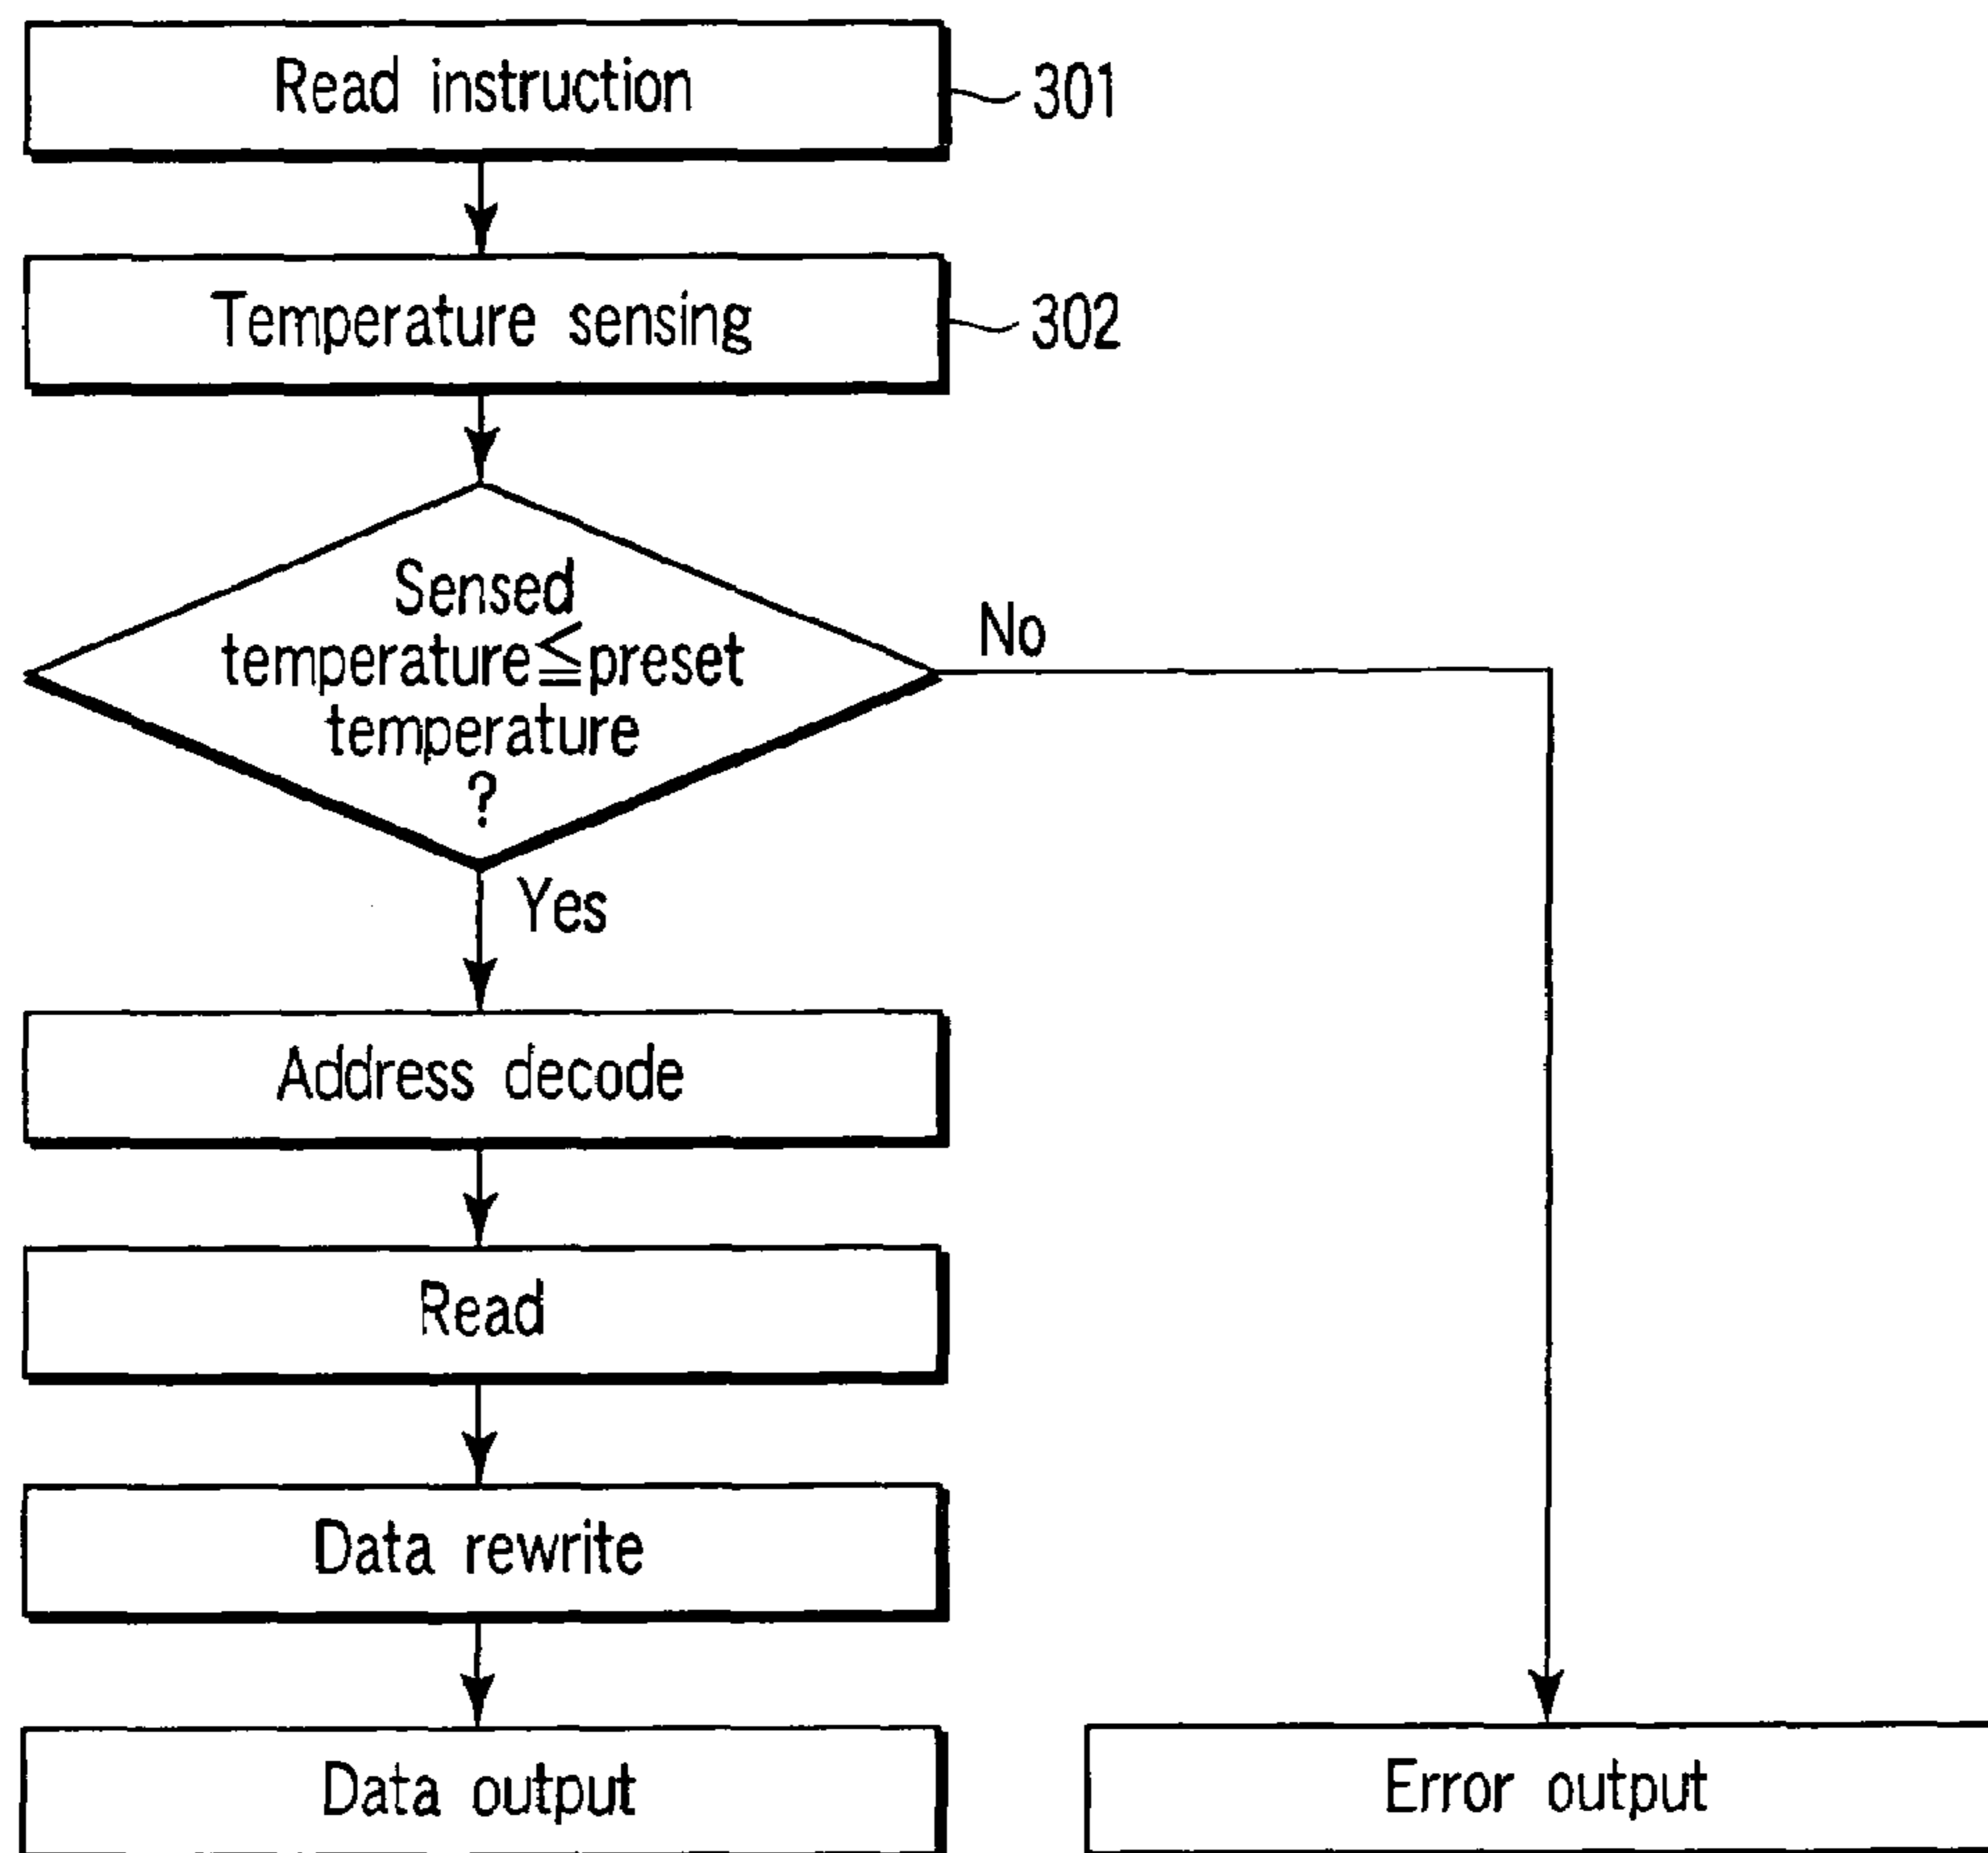 Read instruction
301
Temperature sensing
302
Sensed
temperature≦preset
temperature
?
No
Yes
Address decode
Read
Data rewrite
Data output
Error output